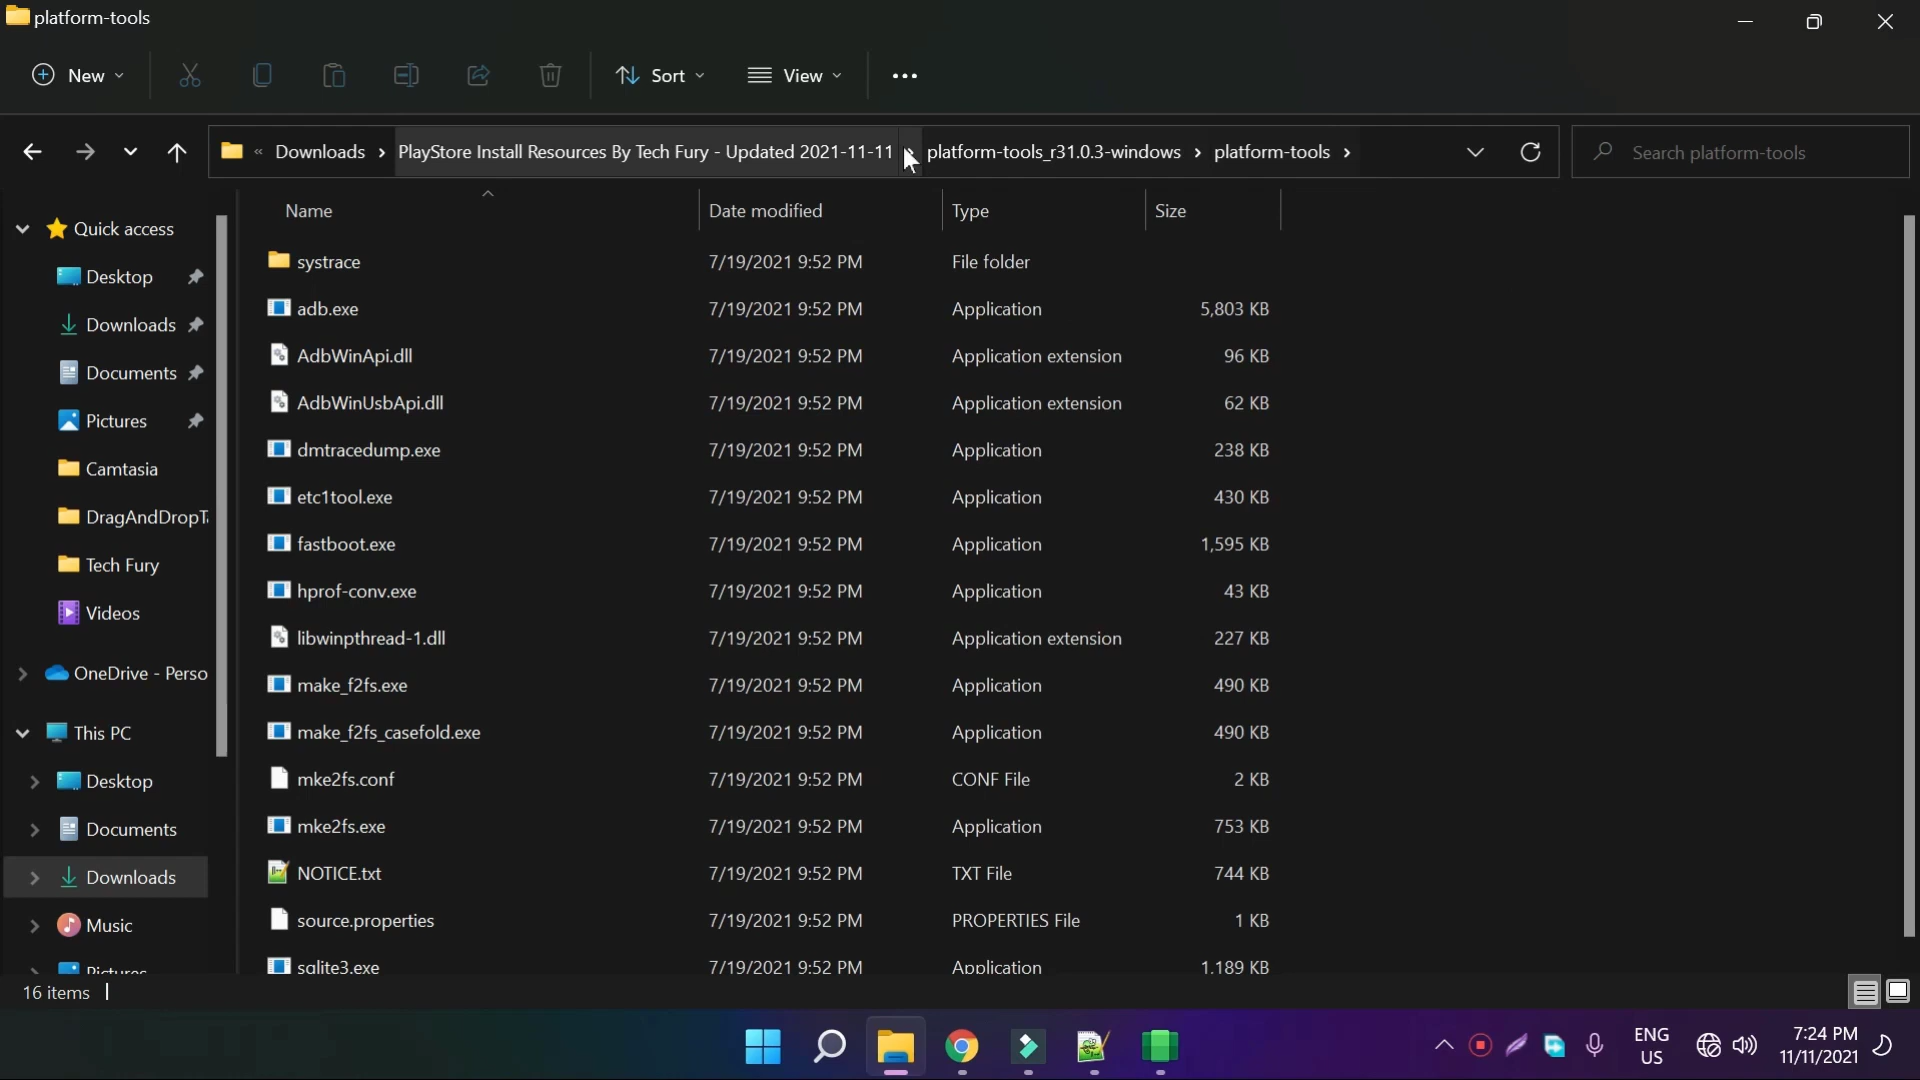 platform-tools
New
Sort
View
« Downloads > PlayStore Install Resources By Tech Fury - Updated 2021-11-11 platform-tools_r31.0.3-windows > platform-tools >
Search platform-tools
Name Date modified Type Size
Quick access
Desktop
Downloads
Documents
Pictures
Camtasia
DragAndDropT
Tech Fury
Videos
OneDrive - Perso
This PC
Desktop
Documents
Downloads
Music
Pictures
systrace 7/19/2021 9:52 PM File folder
adb.exe 7/19/2021 9:52 PM Application 5,803 KB
AdbWinApi.dll 7/19/2021 9:52 PM Application extension 96 KB
AdbWinUsbApi.dll 7/19/2021 9:52 PM Application extension 62 KB
dmtracedump.exe 7/19/2021 9:52 PM Application 238 KB
etc1tool.exe 7/19/2021 9:52 PM Application 430 KB
fastboot.exe 7/19/2021 9:52 PM Application 1,595 KB
hprof-conv.exe 7/19/2021 9:52 PM Application 43 KB
libwinpthread-1.dll 7/19/2021 9:52 PM Application extension 227 KB
make_f2fs.exe 7/19/2021 9:52 PM Application 490 KB
make_f2fs_casefold.exe 7/19/2021 9:52 PM Application 490 KB
mke2fs.conf 7/19/2021 9:52 PM CONF File 2 KB
mke2fs.exe 7/19/2021 9:52 PM Application 753 KB
NOTICE.txt 7/19/2021 9:52 PM TXT File 744 KB
source.properties 7/19/2021 9:52 PM PROPERTIES File 1 KB
sqlite3.exe 7/19/2021 9:52 PM Application 1,189 KB
16 items
ENG
US
7:24 PM
11/11/2021